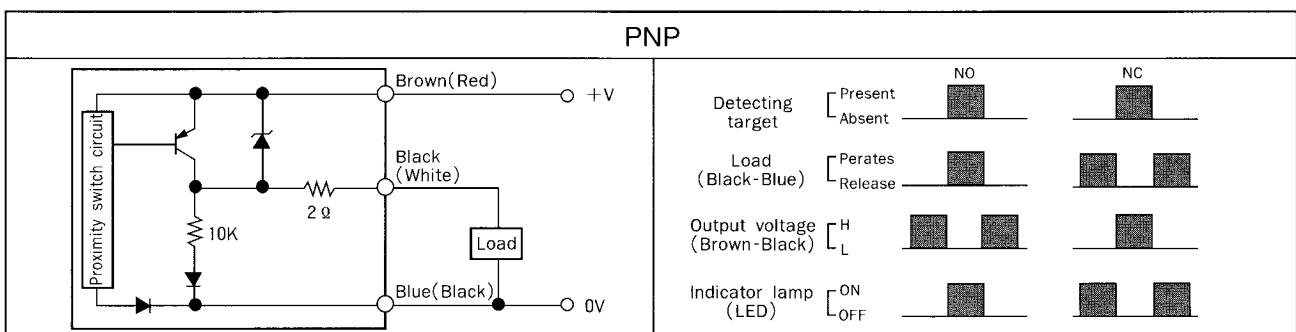 PNP
Proximity switch circuit
Brown(Red)
+V
Black
(White)
2Ω
10K
Load
Blue(Black)
0V
NO NC
Detecting
target
Present
Absent
Load
(Black-Blue)
Perates
Release
Output voltage
(Brown-Black)
H
L
Indicator lamp
(LED)
ON
OFF